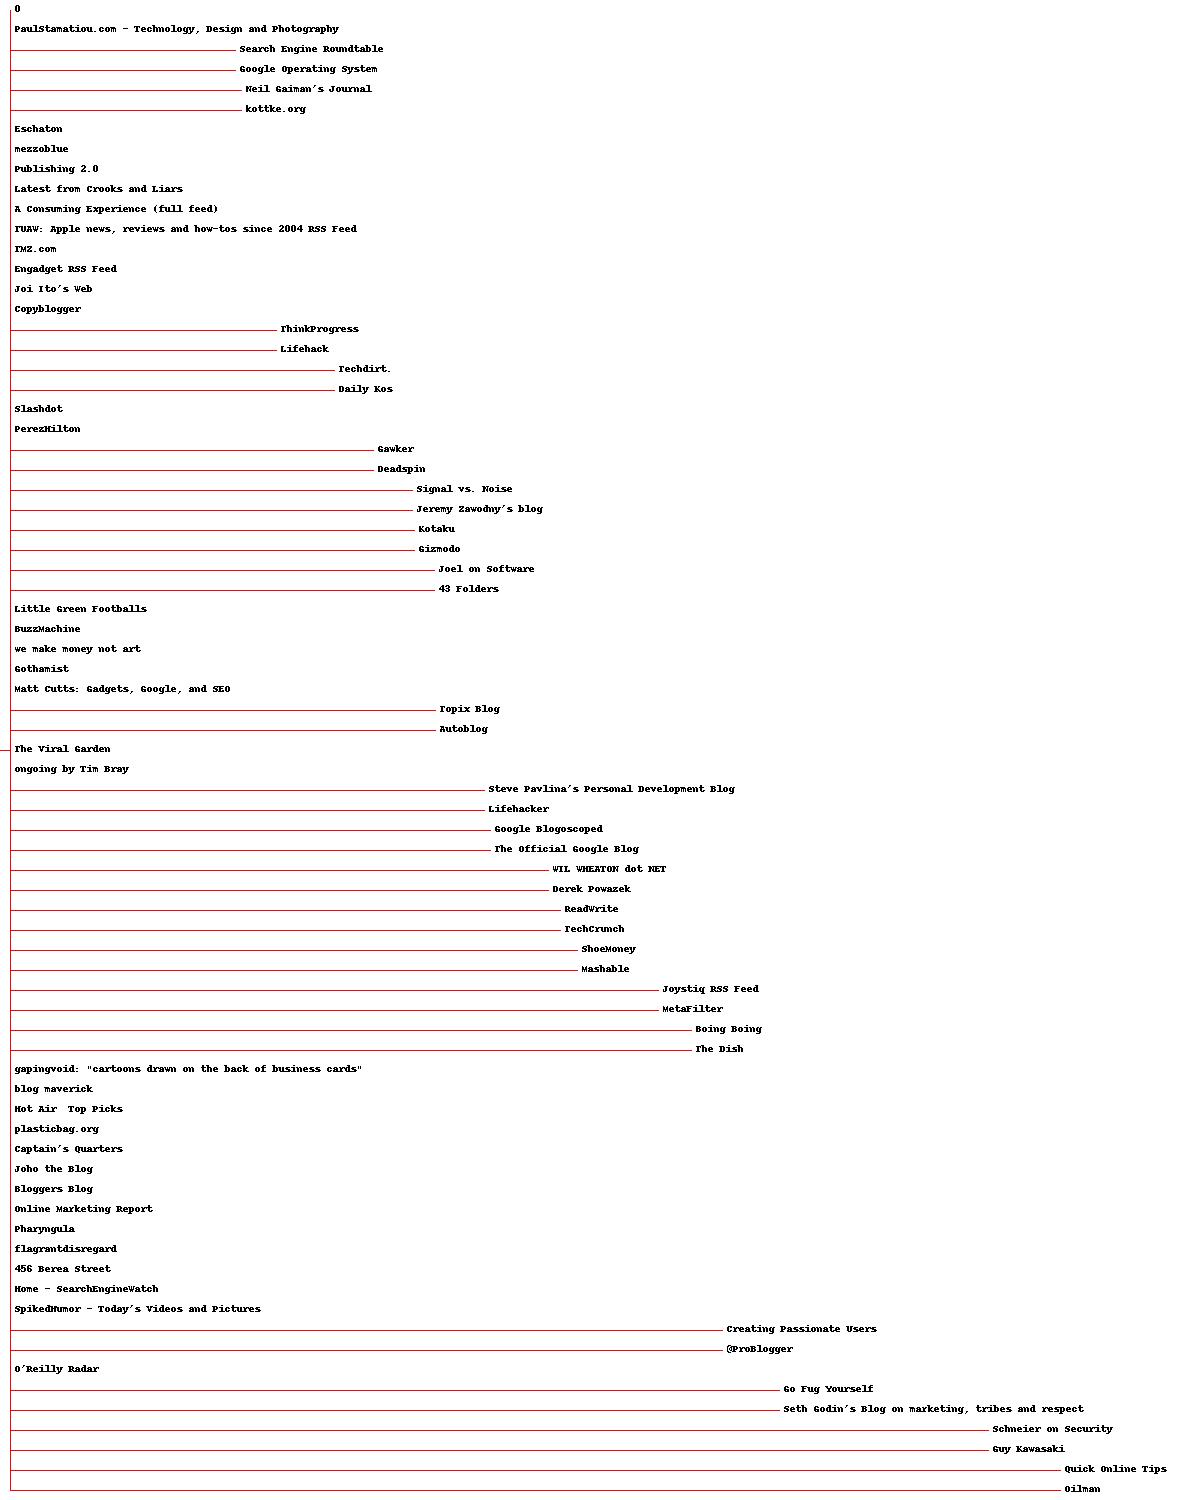 0
PaulStamatiou.com - Technology, Design and Photography
Search Engine Roundtable
Google Operating System
Neil Gaiman's Journal
kottke.org
Eschaton
mezzoblue
Publishing 2.0
Latest from Crooks and Liars
A Consuming Experience (full feed)
TUAW: Apple news, reviews and how-tos since 2004 RSS Feed
TMZ.com
Engadget RSS Feed
Joi Ito's Web
Copyblogger
ThinkProgress
Lifehack
Techdirt.
Daily Kos
Slashdot
PerezHilton
Gawker
Deadspin
Signal vs. Noise
Jeremy Zawodny's blog
Kotaku
Gizmodo
Joel on Software
43 Folders
Little Green Footballs
BuzzMachine
we make money not art
Gothamist
Matt Cutts: Gadgets, Google, and SEO
Topix Blog
Autoblog
The Viral Garden
ongoing by Tim Bray
Steve Pavlina's Personal Development Blog
Lifehacker
Google Blogoscoped
The Official Google Blog
WIL WHEATON dot NET
Derek Powazek
ReadWrite
TechCrunch
ShoeMoney
Mashable
Joystiq RSS Feed
MetaFilter
Boing Boing
The Dish
gapingvoid: "cartoons drawn on the back of business cards"
blog maverick
Hot Air  Top Picks
plasticbag.org
Captain's Quarters
Joho the Blog
Bloggers Blog
Online Marketing Report
Pharyngula
flagrantdisregard
456 Berea Street
Home - SearchEngineWatch
SpikedHumor - Today's Videos and Pictures
Creating Passionate Users
@ProBlogger
O'Reilly Radar
Go Fug Yourself
Seth Godin's Blog on marketing, tribes and respect
Schneier on Security
Guy Kawasaki
Quick Online Tips
Oilman